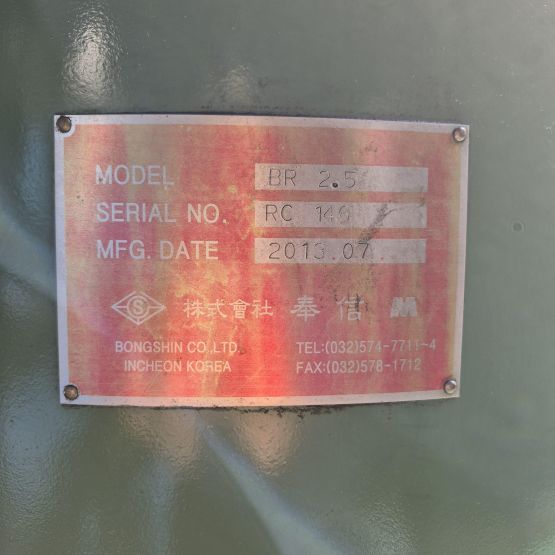 MODEL BR 2.5
SERIAL NO. RC 146
MFG. DATE 2013.07
S 株式會社 奉信
BONGSHIN CO.,LTD. TEL:(032)574-7711~4
INCHEON KOREA FAX:(032)578-1712